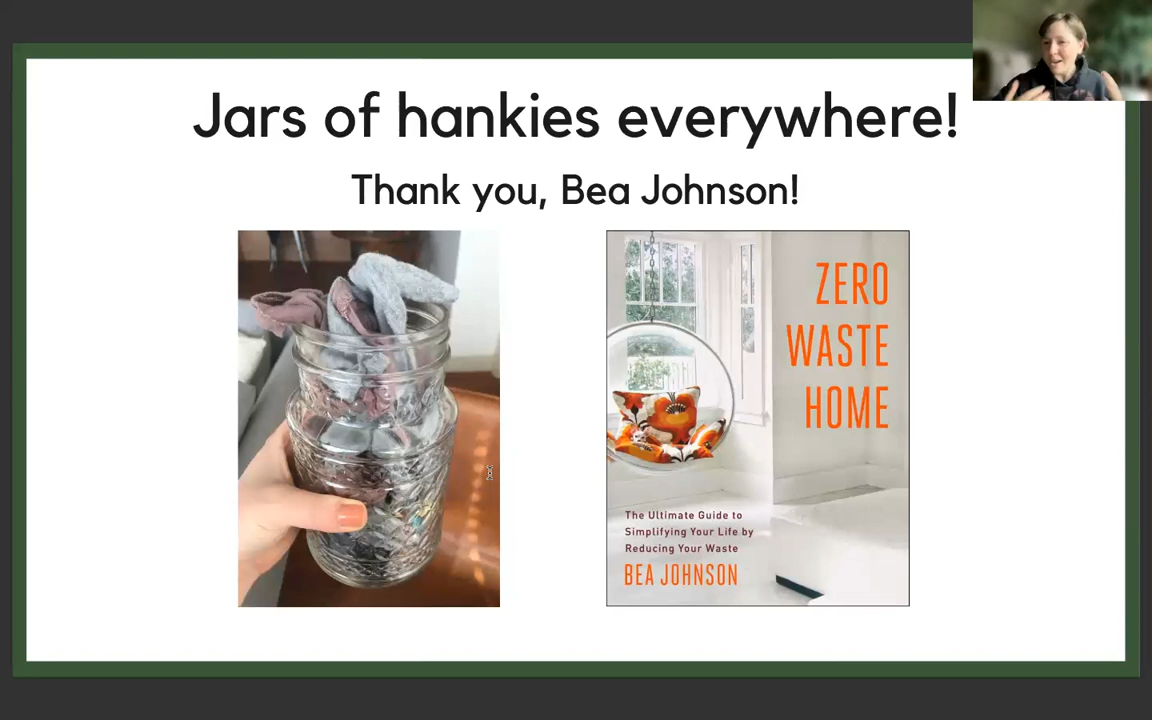 Jars of hankies everywhere!
Thank you, Bea Johnson!
ZERO
WASTE
HOME
The Ultimate Guide to
Simplifying Your Life by
Reducing Your Waste
BEA JOHNSON